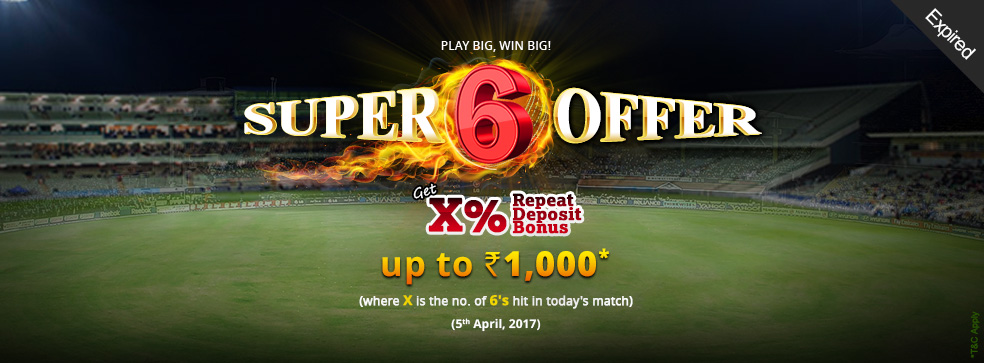 Expired
PLAY BIG, WIN BIG!
SUPER 6 OFFER
Get
X% Repeat
Deposit
Bonus
up to ₹1,000*
(where X is the no. of 6's hit in today's match)
(5th April, 2017)
*T&C Apply
RELIANCE